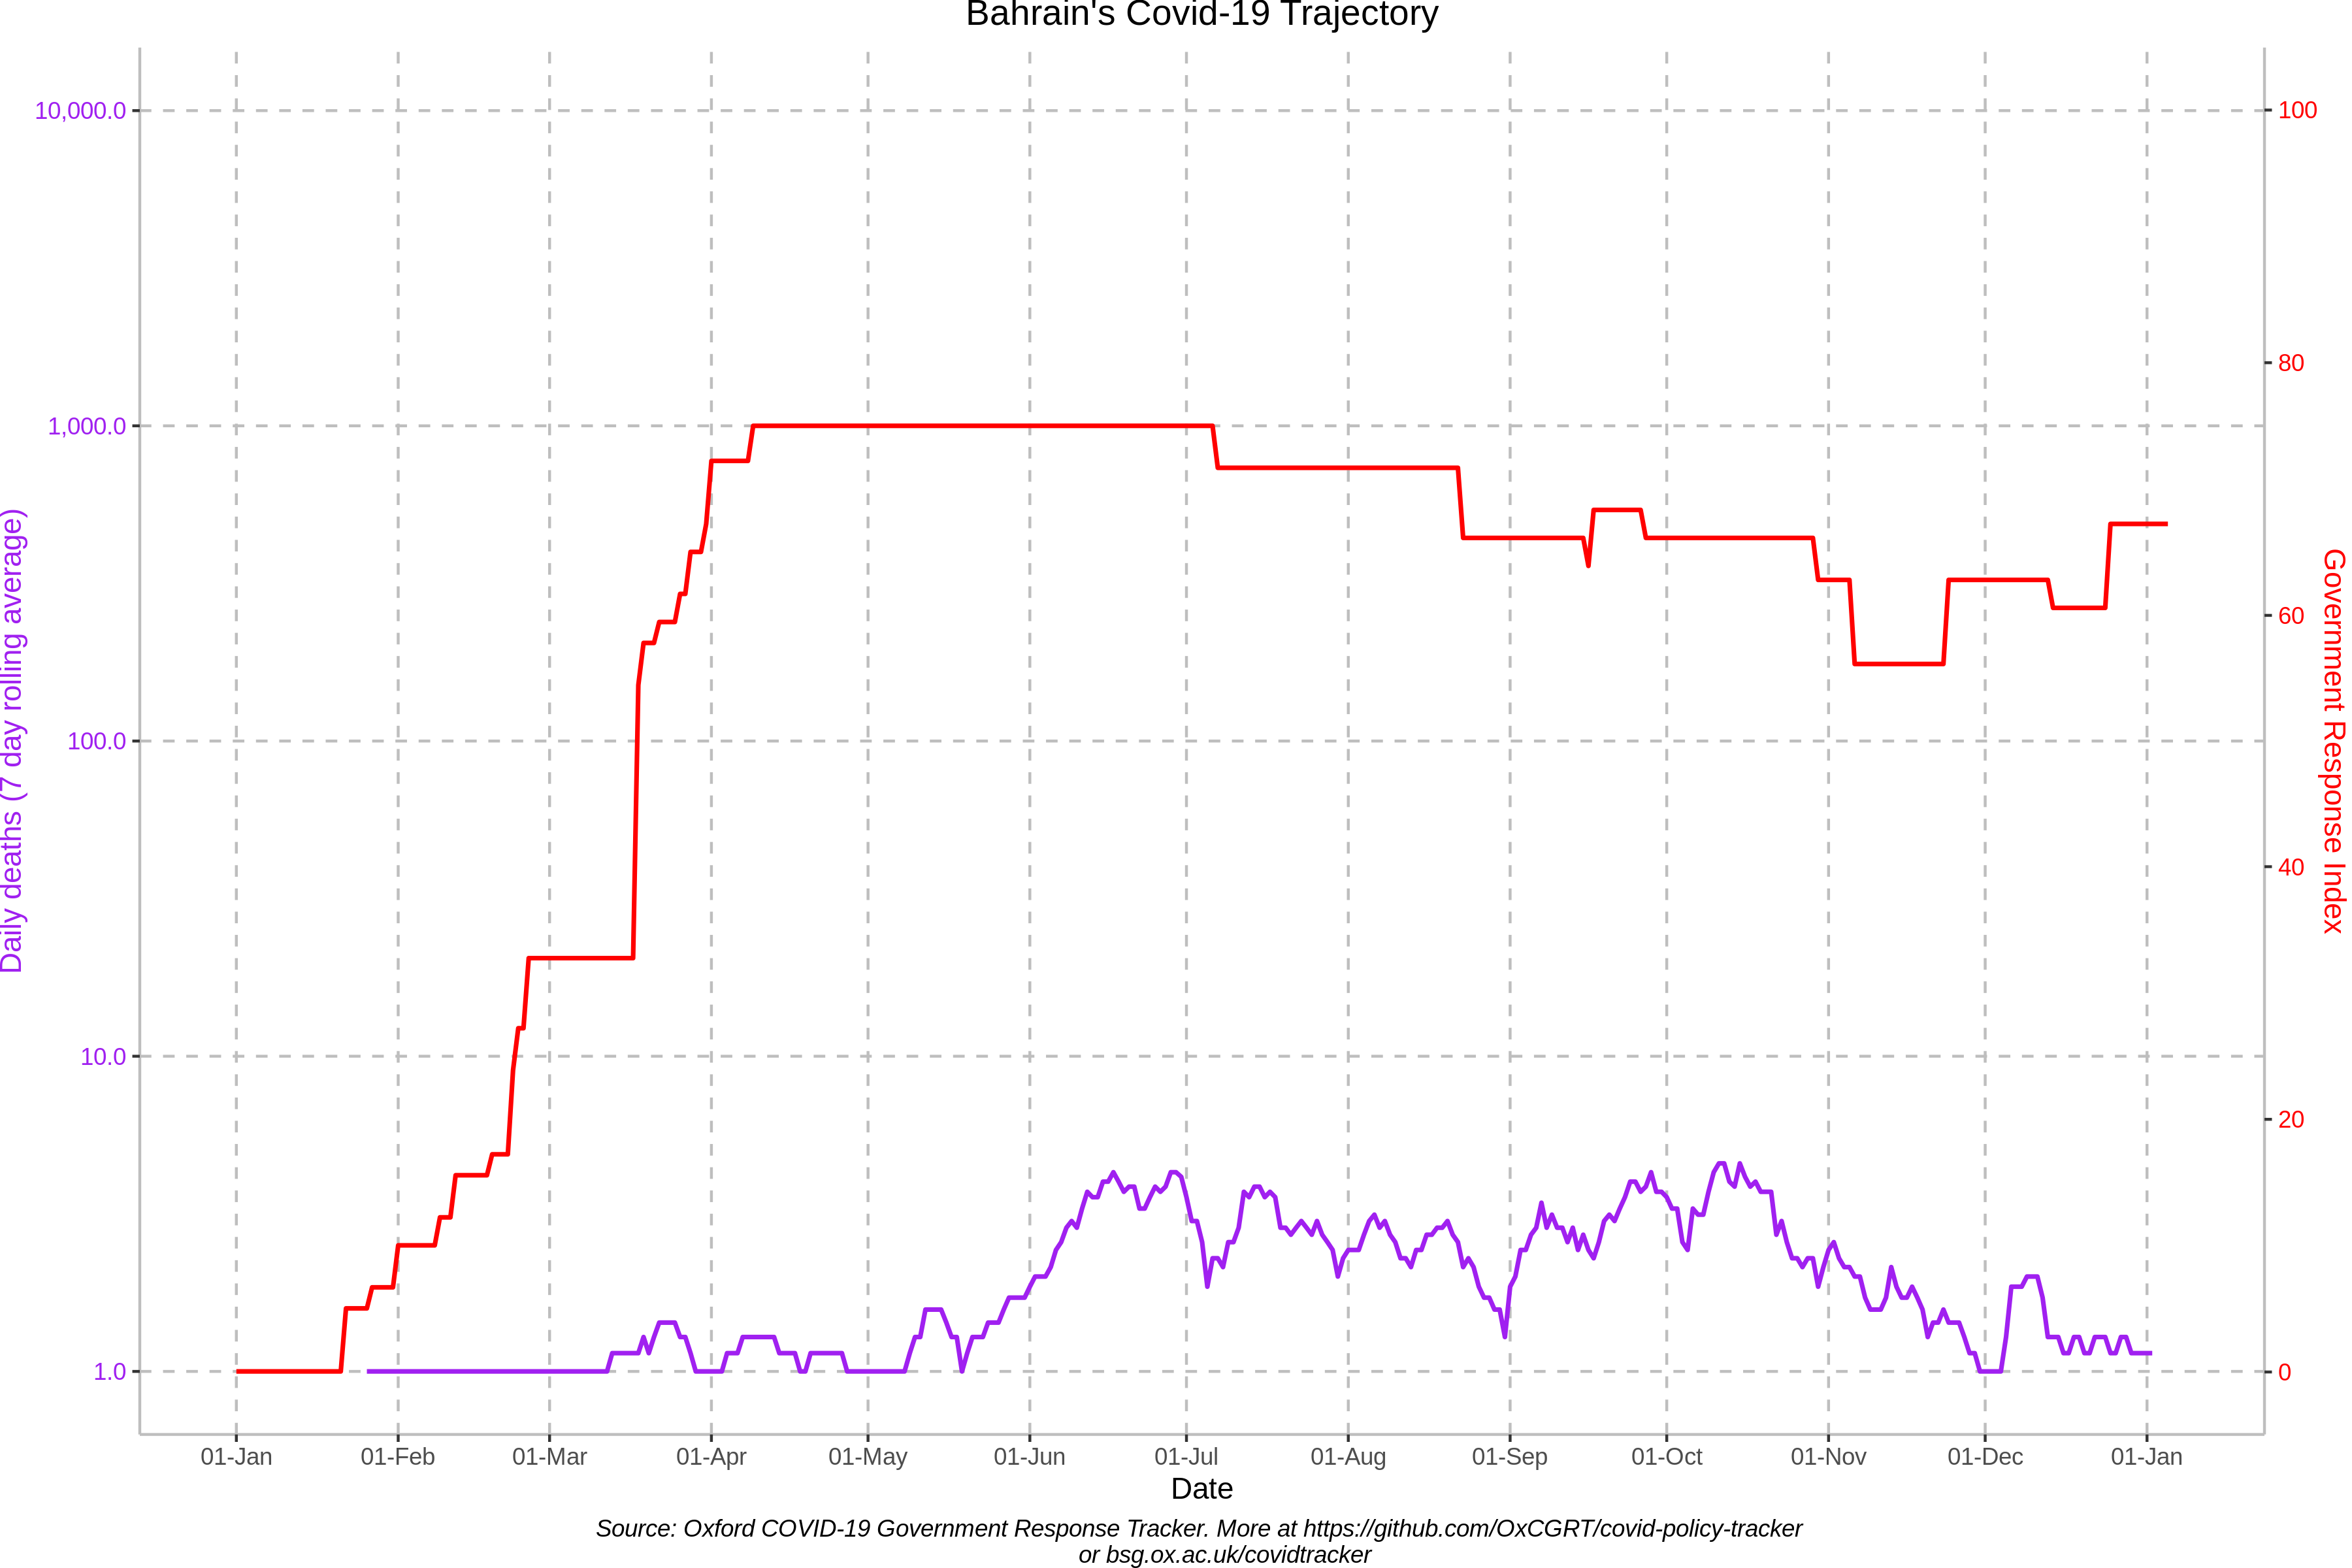 Bahrain's Covid-19 Trajectory
10,000.0
1,000.0
100.0
10.0
1.0
Daily deaths (7 day rolling average)
100
80
60
40
20
0
Government Response Index
01-Jan
01-Feb
01-Mar
01-Apr
01-May
01-Jun
01-Jul
01-Aug
01-Sep
01-Oct
01-Nov
01-Dec
01-Jan
Date
Source: Oxford COVID-19 Government Response Tracker. More at https://github.com/OxCGRT/covid-policy-tracker
or bsg.ox.ac.uk/covidtracker